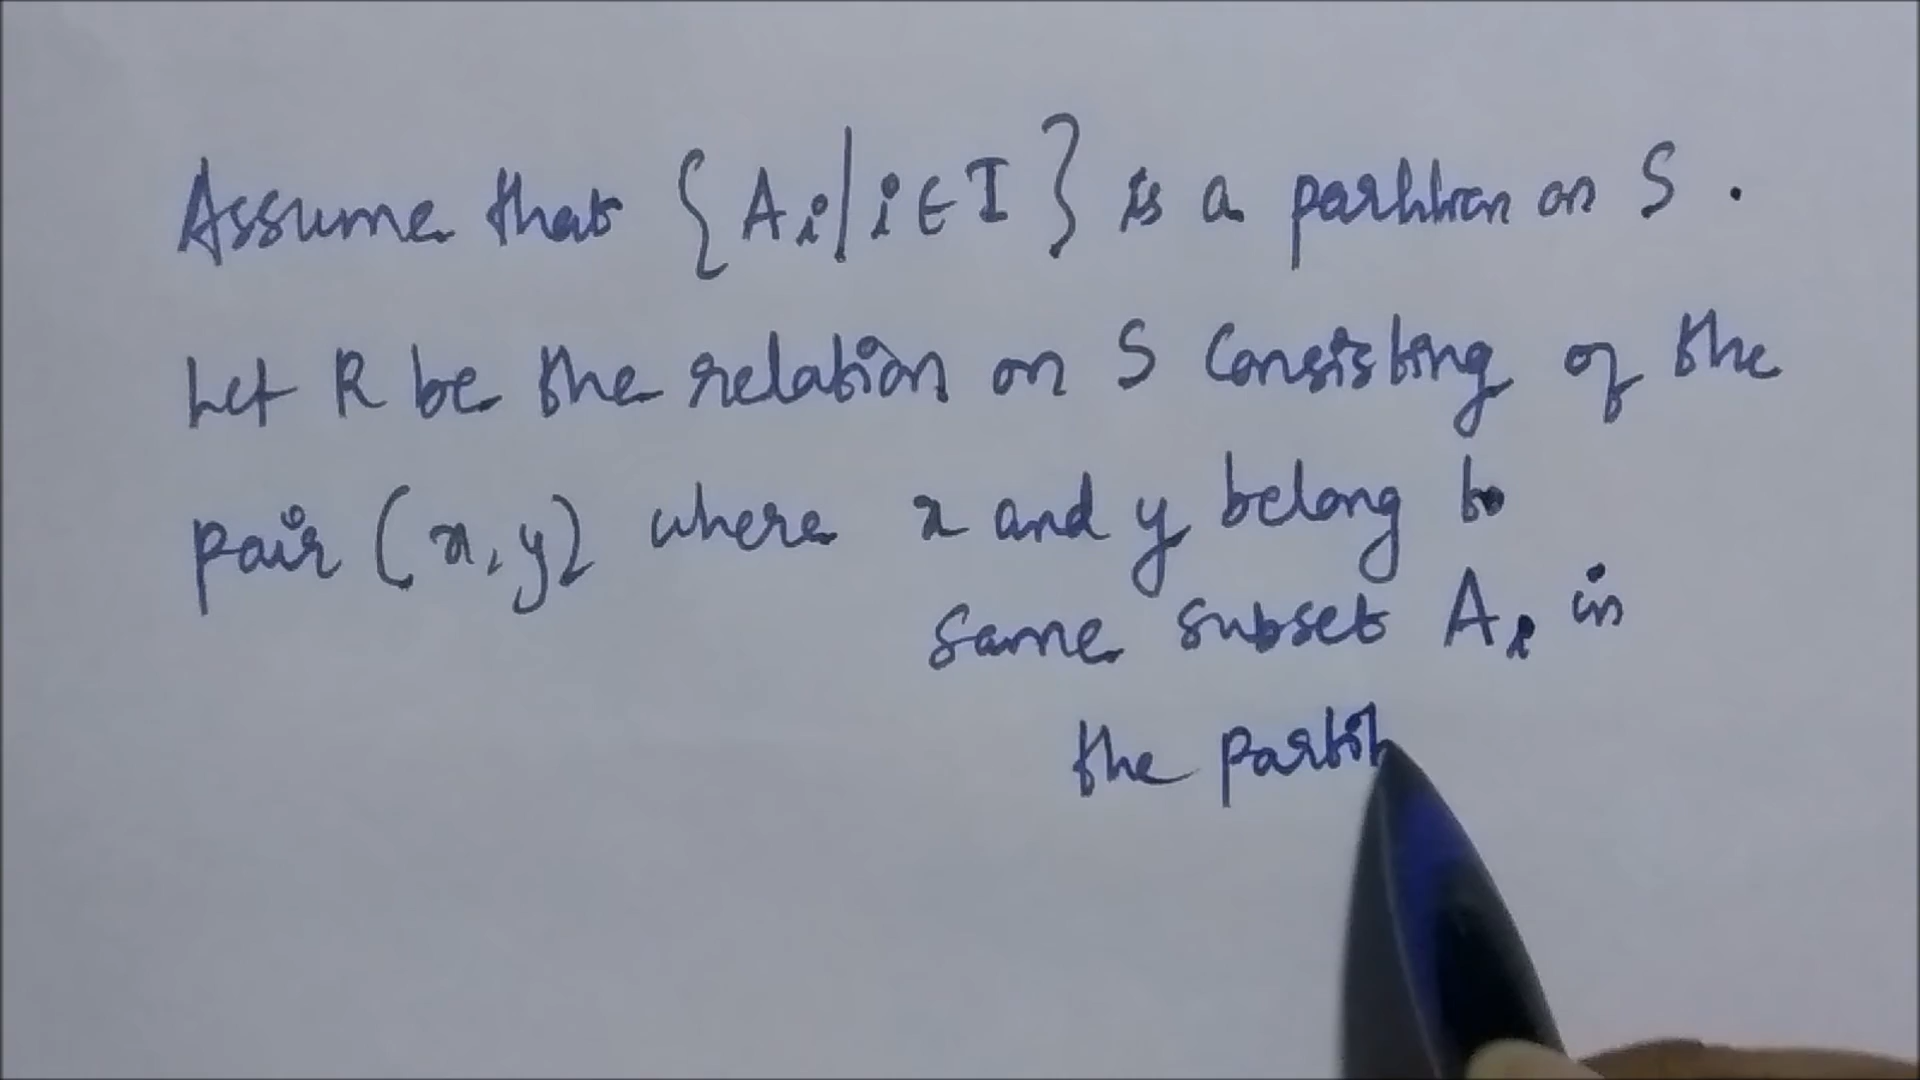 Assume that {Ai | i ∈ I} is a partition on S.
Let R be the relation on S consisting of the
pair (x, y) where x and y belong to
same subset Ai in
the partiti